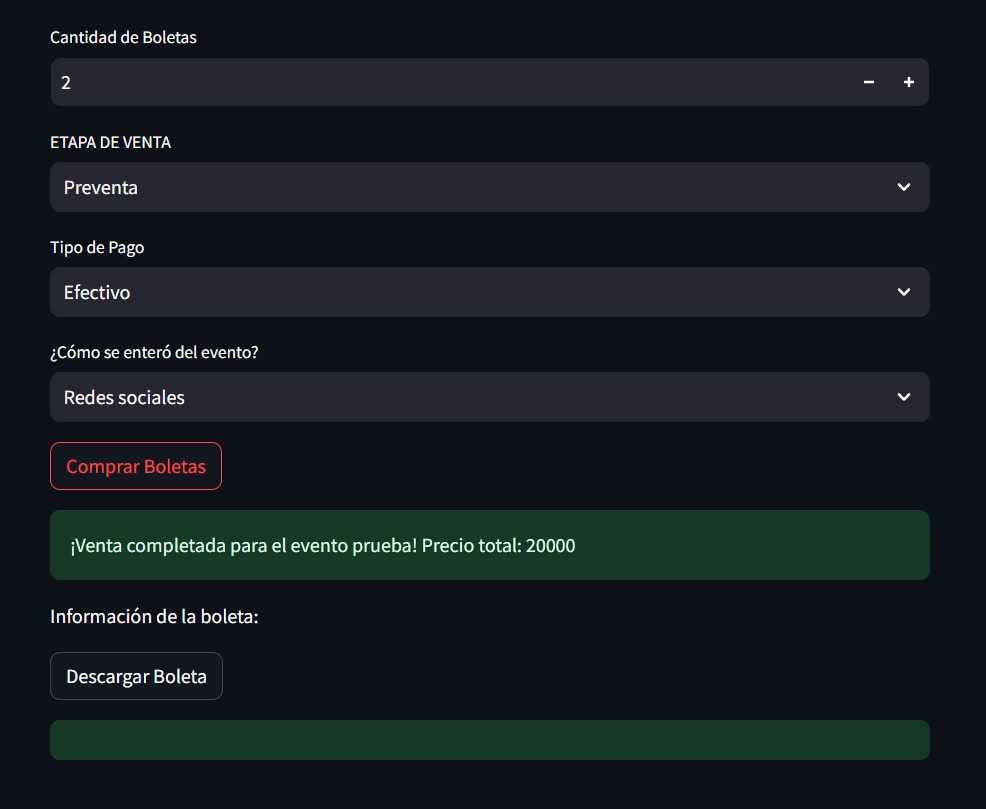 Cantidad de Boletas
2
ETAPA DE VENTA
Preventa
Tipo de Pago
Efectivo
¿Cómo se enteró del evento?
Redes sociales
Comprar Boletas
¡Venta completada para el evento prueba! Precio total: 20000
Información de la boleta:
Descargar Boleta